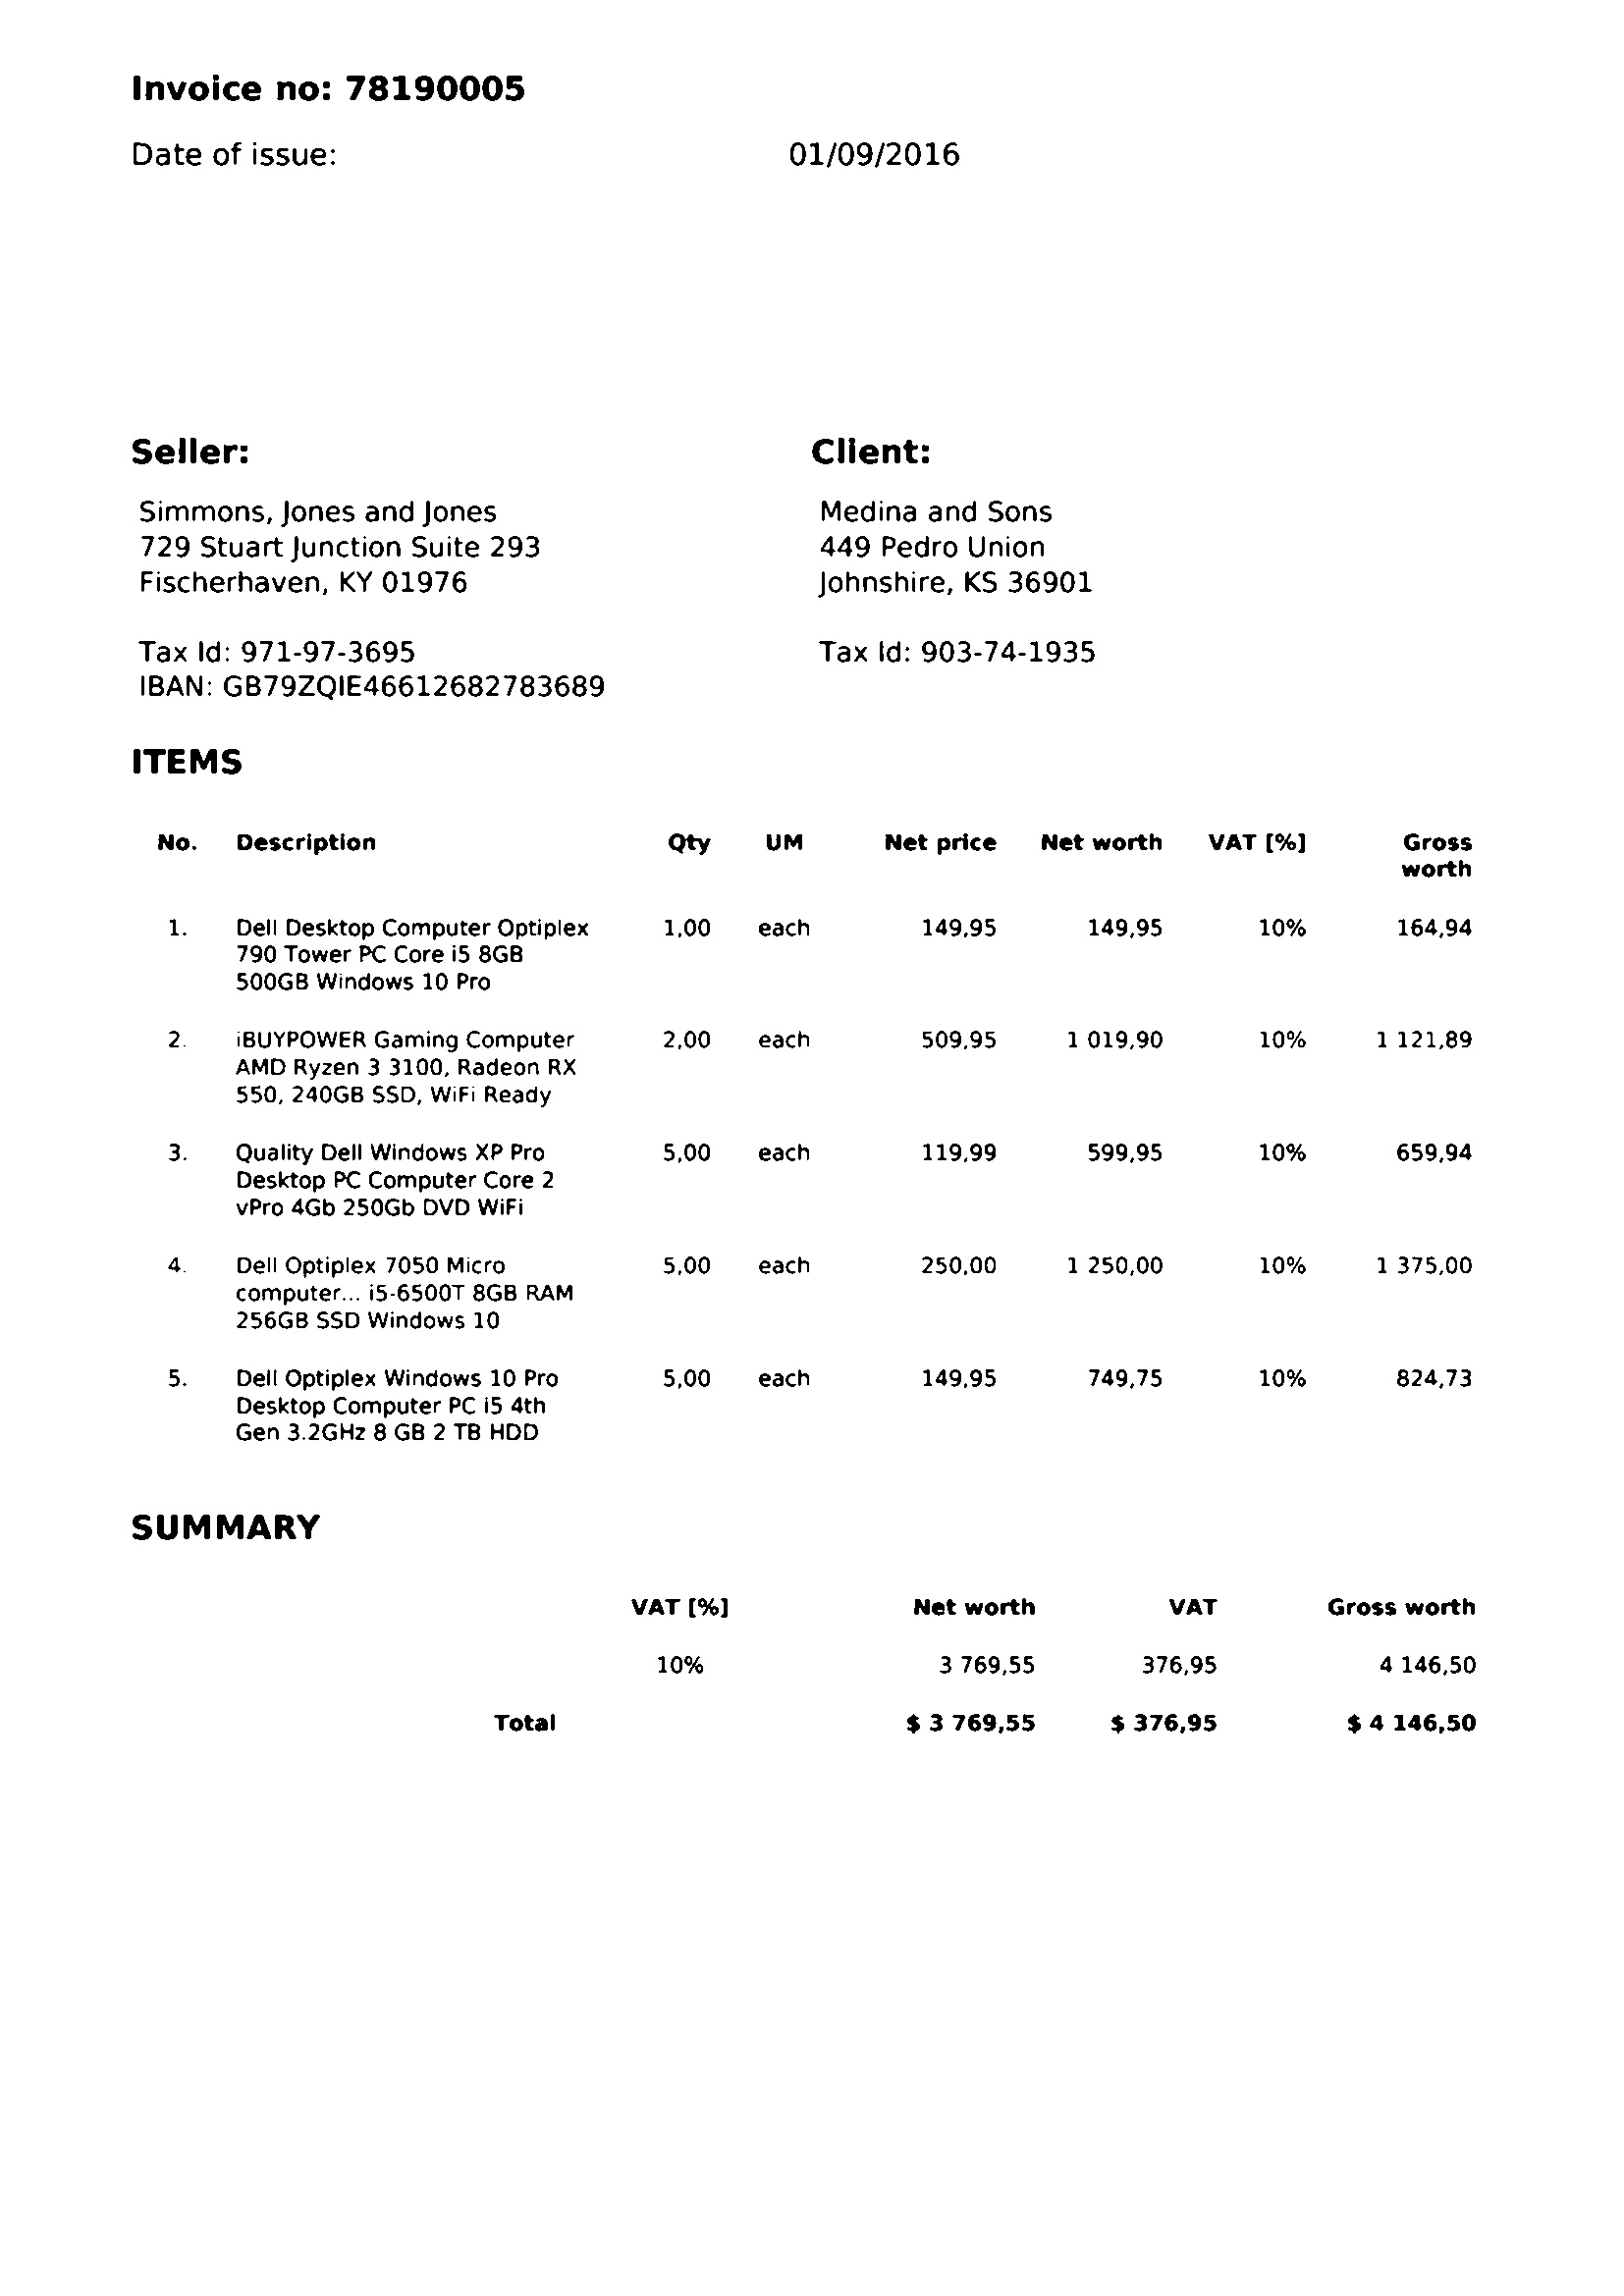 Invoice no: 78190005
Date of issue: 01/09/2016
Seller: Client:
Simmons, Jones and Jones Medina and Sons
729 Stuart Junction Suite 293 449 Pedro Union
Fischerhaven, KY 01976 Johnshire, KS 36901
Tax Id: 971-97-3695 Tax Id: 903-74-1935
IBAN: GB79ZQIE46612682783689
ITEMS
No. Description Qty UM Net price Net worth VAT [%] Gross
worth
1. Dell Desktop Computer Optiplex 1,00 each 149,95 149,95 10% 164,94
790 Tower PC Core i5 8GB
500GB Windows 10 Pro
2. iBUYPOWER Gaming Computer 2,00 each 509,95 1 019,90 10% 1 121,89
AMD Ryzen 3 3100, Radeon RX
550, 240GB SSD, WiFi Ready
3. Quality Dell Windows XP Pro 5,00 each 119,99 599,95 10% 659,94
Desktop PC Computer Core 2
vPro 4Gb 250Gb DVD WiFi
4. Dell Optiplex 7050 Micro 5,00 each 250,00 1 250,00 10% 1 375,00
computer... i5-6500T 8GB RAM
256GB SSD Windows 10
5. Dell Optiplex Windows 10 Pro 5,00 each 149,95 749,75 10% 824,73
Desktop Computer PC i5 4th
Gen 3.2GHz 8 GB 2 TB HDD
SUMMARY
VAT [%] Net worth VAT Gross worth
10% 3 769,55 376,95 4 146,50
Total $ 3 769,55 $ 376,95 $ 4 146,50